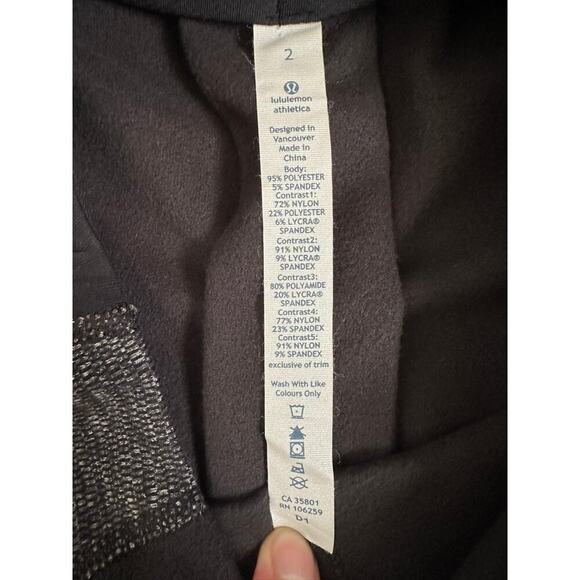 2
lululemon
athletica
Designed in
Vancouver
Made in
China
Body:
95% POLYESTER
5% SPANDEX
Contrast1:
72% NYLON
22% POLYESTER
6% LYCRA®
SPANDEX
Contrast2:
91% NYLON
9% LYCRA®
SPANDEX
Contrast3:
80% POLYAMIDE
20% LYCRA®
SPANDEX
Contrast4:
77% NYLON
23% SPANDEX
Contrast5:
91% NYLON
9% SPANDEX
exclusive of trim
Wash With Like
Colours Only
CA 35801
RN 106259
D1